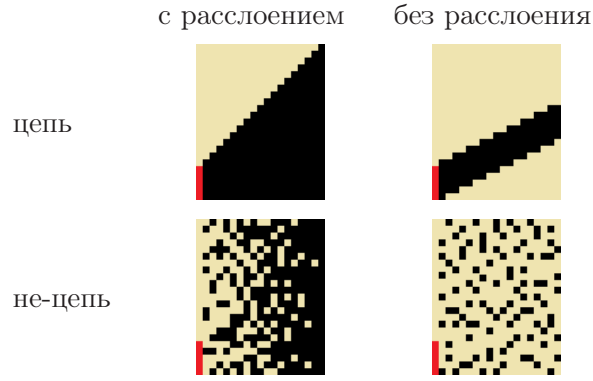 с расслоением без расслоения
цепь
не-цепь